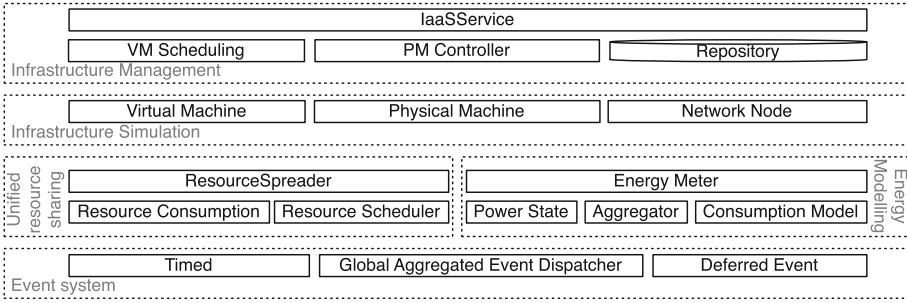 IaaSService
VM Scheduling
PM Controller
Repository
Infrastructure Management
Virtual Machine
Physical Machine
Network Node
Infrastructure Simulation
Unified
resource
sharing
ResourceSpreader
Resource Consumption
Resource Scheduler
Energy Meter
Power State
Aggregator
Consumption Model
Energy
Modelling
Timed
Global Aggregated Event Dispatcher
Deferred Event
Event system